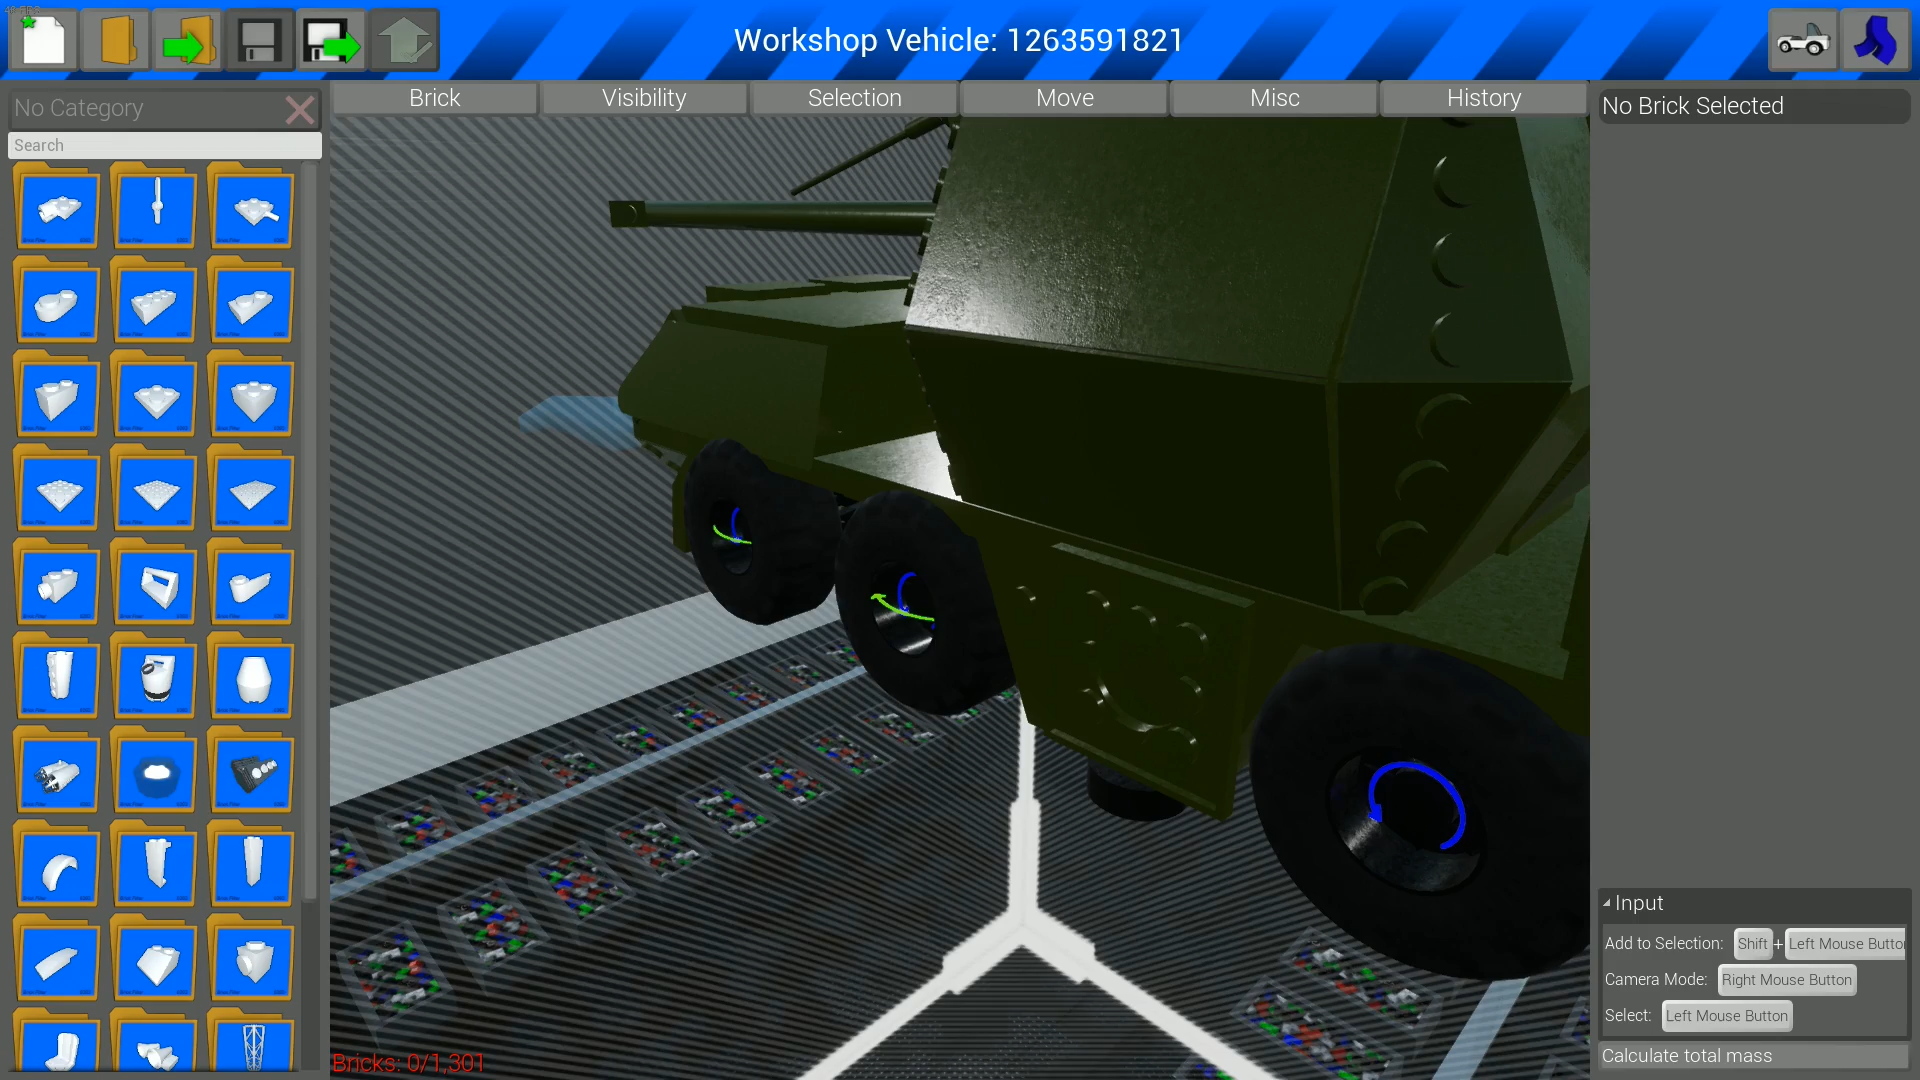 Workshop Vehicle: 1263591821
No Category
Search
Brick
Visibility
Selection
Move
Misc
History
No Brick Selected
Input
Add to Selection: Shift + Left Mouse Butto
Camera Mode: Right Mouse Button
Select: Left Mouse Button
Calculate total mass
Bricks: 0/1,301